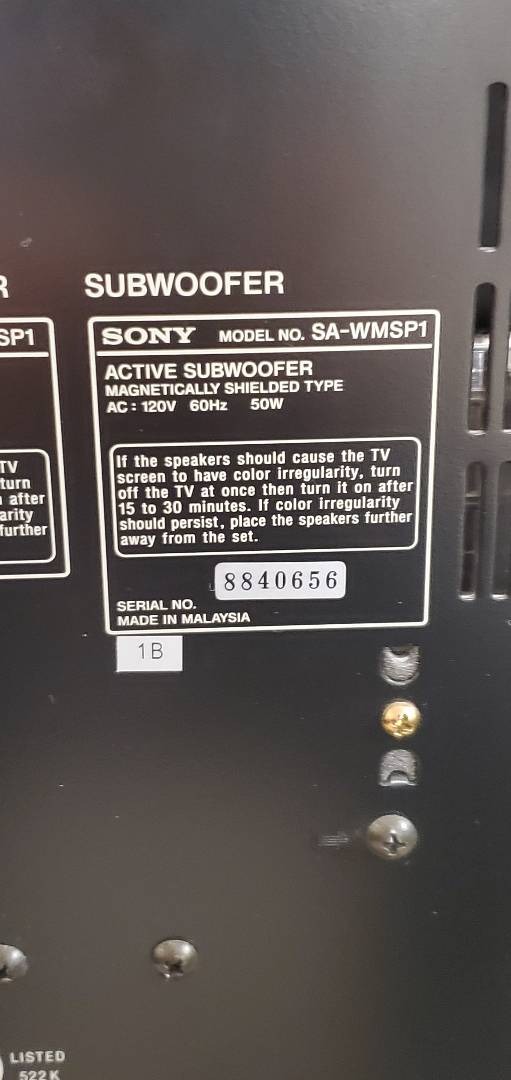 R
SUBWOOFER
SP1
SONY MODEL NO. SA-WMSP1
ACTIVE SUBWOOFER
MAGNETICALLY SHIELDED TYPE
AC : 120V 60Hz 50W
TV
turn
after
arity
further
If the speakers should cause the TV
screen to have color irregularity, turn
off the TV at once then turn it on after
15 to 30 minutes. If color irregularity
should persist, place the speakers further
away from the set.
8840656
SERIAL NO.
MADE IN MALAYSIA
1B
LISTED
522K